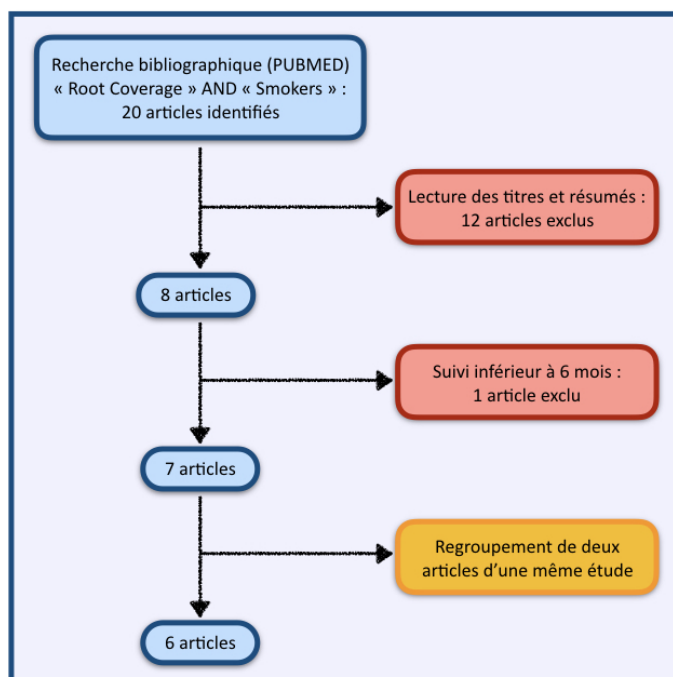 Recherche bibliographique (PUBMED)
« Root Coverage » AND « Smokers » :
20 articles identifiés
Lecture des titres et résumés :
12 articles exclus
8 articles
Suivi inférieur à 6 mois :
1 article exclu
7 articles
Regroupement de deux
articles d’une même étude
6 articles